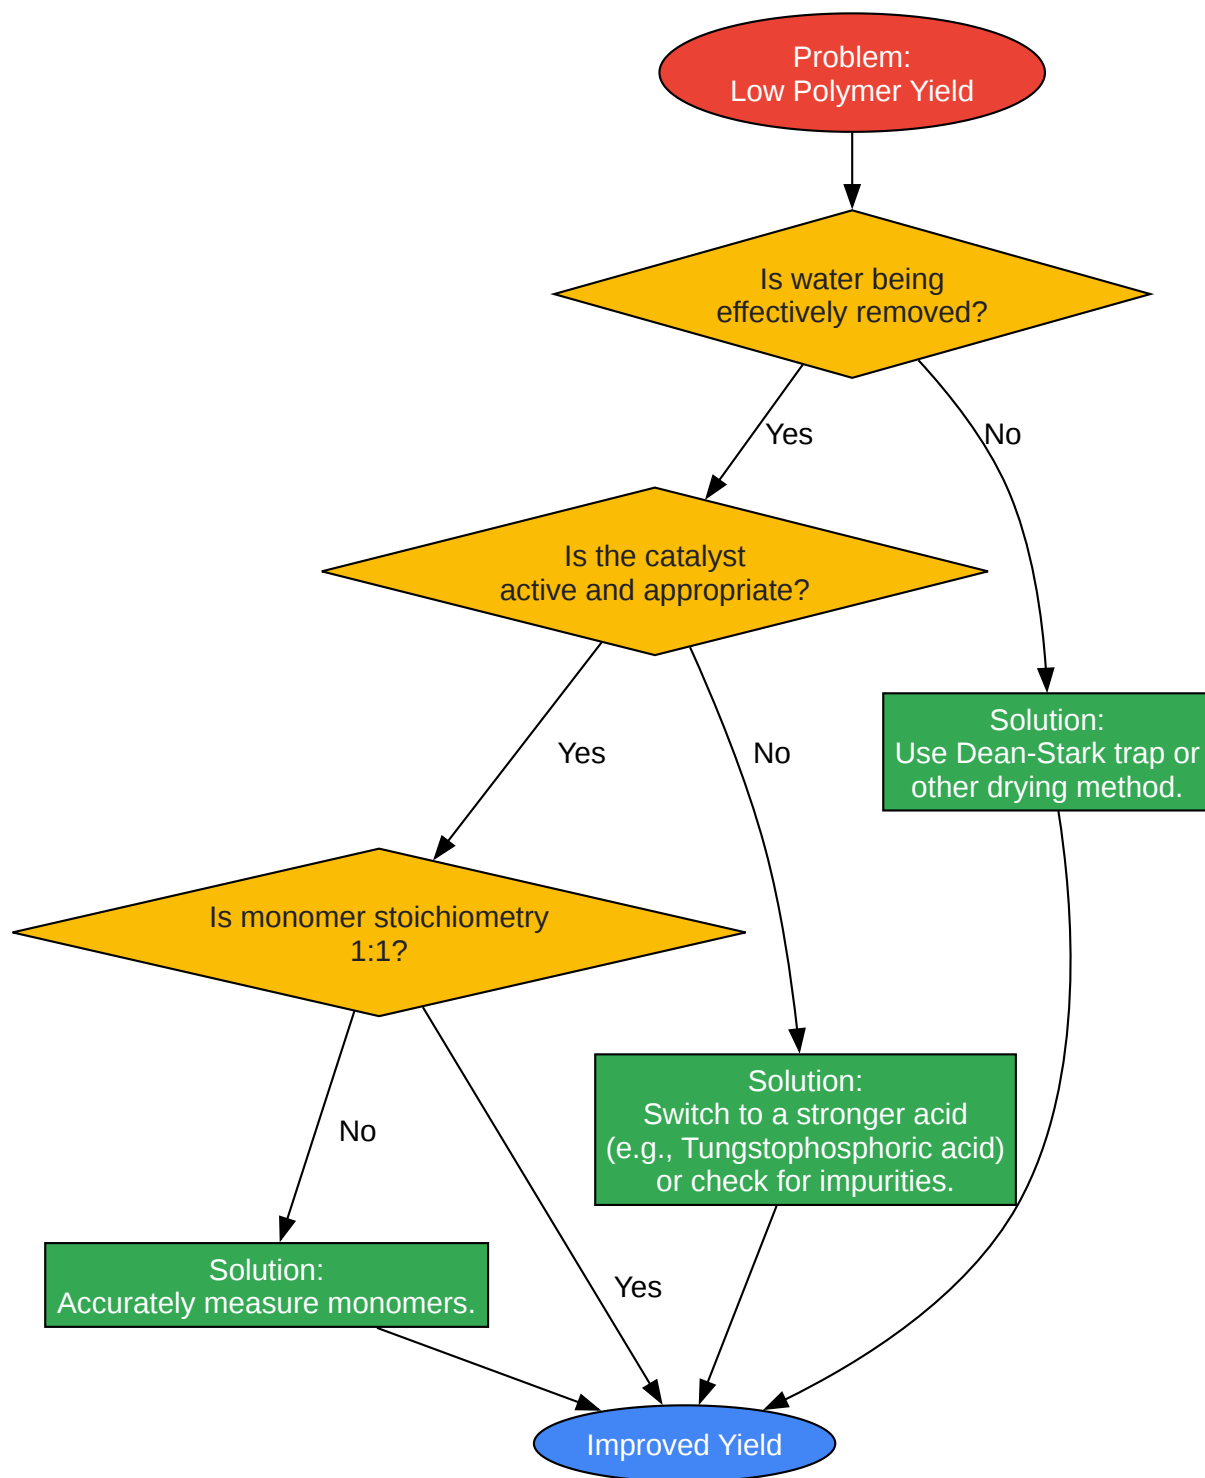 Problem:
Low Polymer Yield
Is water being
effectively removed?
Yes
No
Is the catalyst
active and appropriate?
Yes
No
Solution:
Use Dean-Stark trap or
other drying method.
Is monomer stoichiometry
1:1?
No
Yes
Solution:
Switch to a stronger acid
(e.g., Tungstophosphoric acid)
or check for impurities.
Solution:
Accurately measure monomers.
Improved Yield